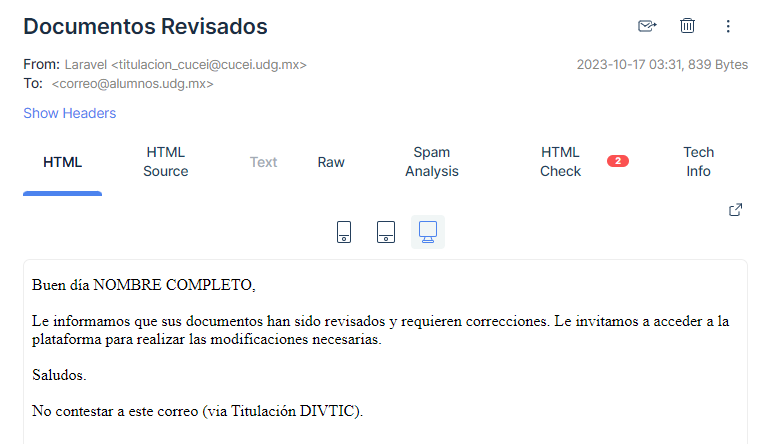 Documentos Revisados
From: Laravel <titulacion_cucei@cucei.udg.mx>
2023-10-17 03:31, 839 Bytes
To: <correo@alumnos.udg.mx>
Show Headers
HTML
HTML Source
Text
Raw
Spam Analysis
HTML Check
2
Tech Info
Buen día NOMBRE COMPLETO,
Le informamos que sus documentos han sido revisados y requieren correcciones. Le invitamos a acceder a la
plataforma para realizar las modificaciones necesarias.
Saludos.
No contestar a este correo (via Titulación DIVTIC).